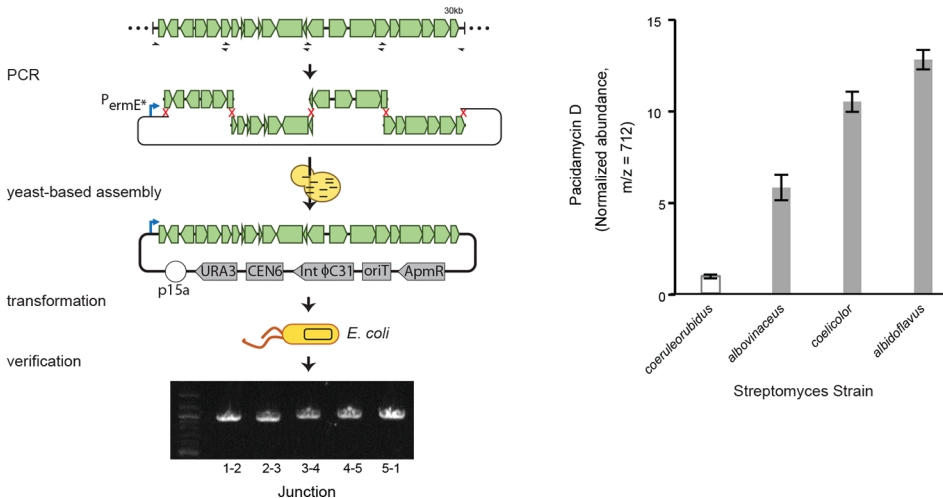 30kb
PCR
PermE*
yeast-based assembly
URA3 CEN6 Int ϕC31 oriT ApmR
p15a
transformation
E. coli
verification
1-2 2-3 3-4 4-5 5-1
Junction
Pacidamycin D
(Normalized abundance,
m/z = 712)
15
10
5
0
coeruleorubidus
albovinaceus
coelicolor
albidoflavus
Streptomyces Strain